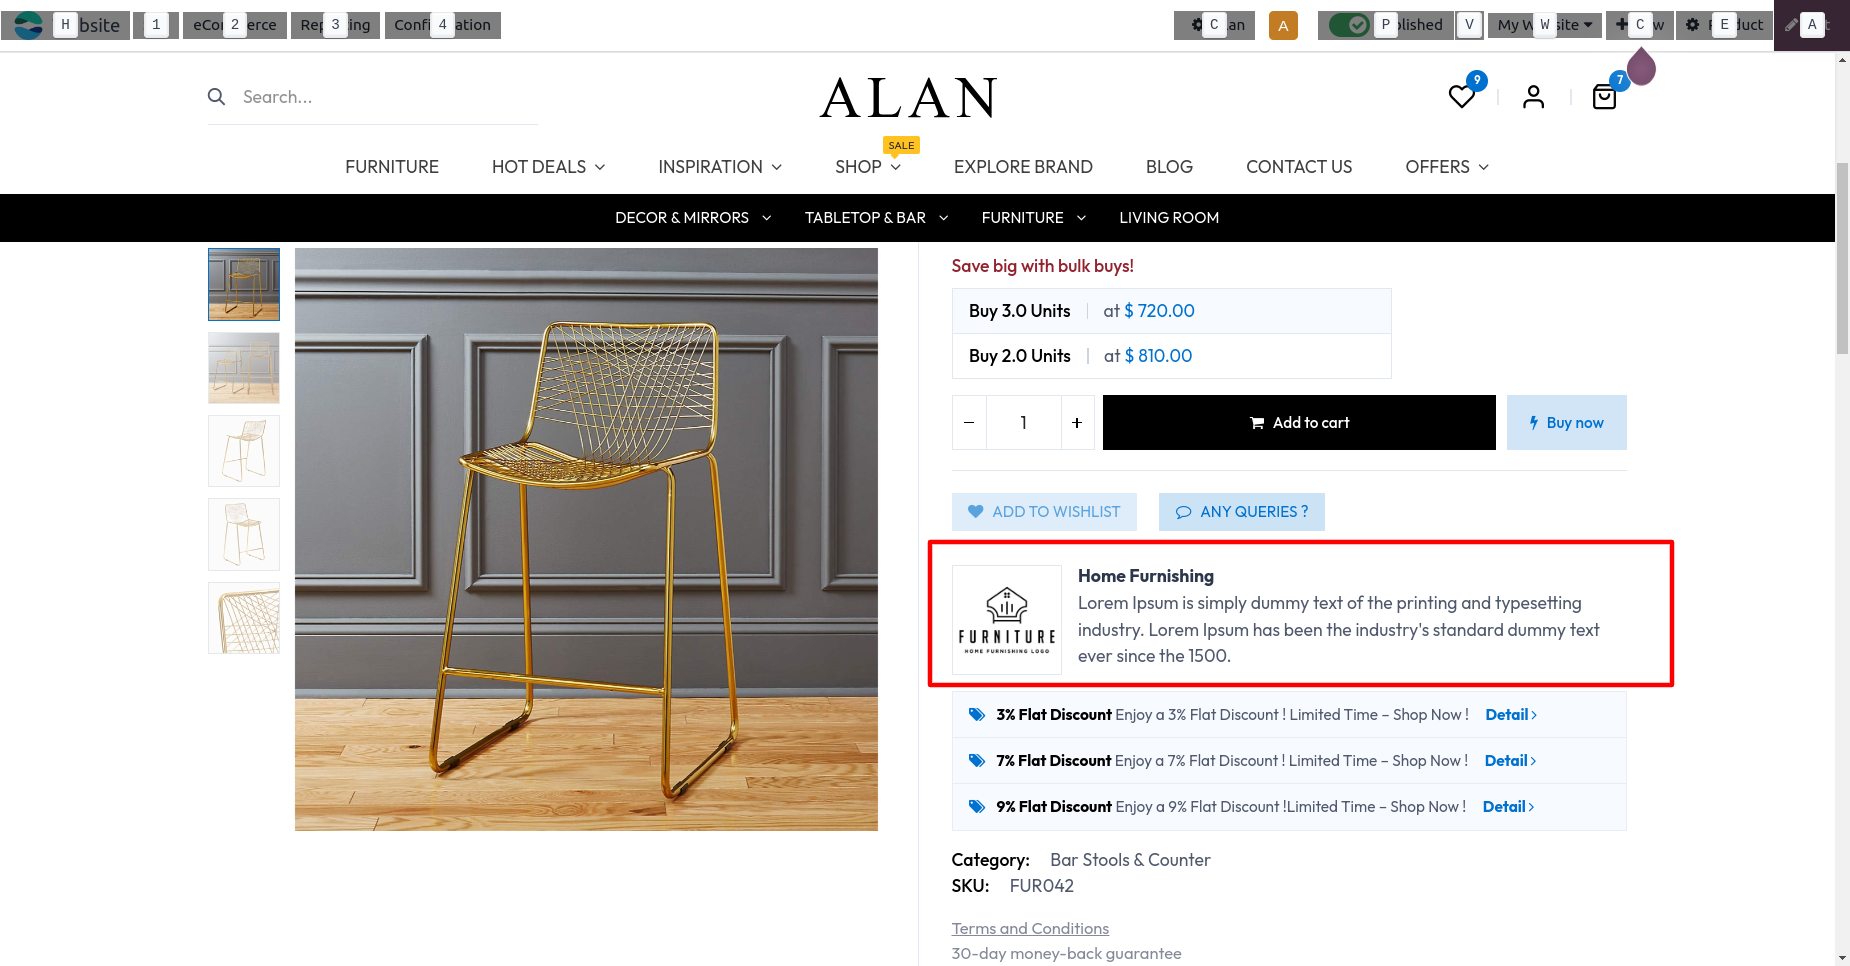 H bsite
1
eCo 2 erce
Re 3 ing
Conf 4 ation
C an
A
P lished
V
My W W site
C w
E duct
A
Search...
ALAN
9
7
SALE
FURNITURE HOT DEALS INSPIRATION SHOP EXPLORE BRAND BLOG CONTACT US OFFERS
DECOR & MIRRORS TABLETOP & BAR FURNITURE LIVING ROOM
Save big with bulk buys!
Buy 3.0 Units at $ 720.00
Buy 2.0 Units at $ 810.00
− 1 + Add to cart Buy now
ADD TO WISHLIST ANY QUERIES ?
Home Furnishing
Lorem Ipsum is simply dummy text of the printing and typesetting
industry. Lorem Ipsum has been the industry's standard dummy text
ever since the 1500.
FURNITURE
HOME FURNISHING LOGO
3% Flat Discount Enjoy a 3% Flat Discount ! Limited Time – Shop Now ! Detail
7% Flat Discount Enjoy a 7% Flat Discount ! Limited Time – Shop Now ! Detail
9% Flat Discount Enjoy a 9% Flat Discount !Limited Time – Shop Now ! Detail
Category: Bar Stools & Counter
SKU: FUR042
Terms and Conditions
30-day money-back guarantee